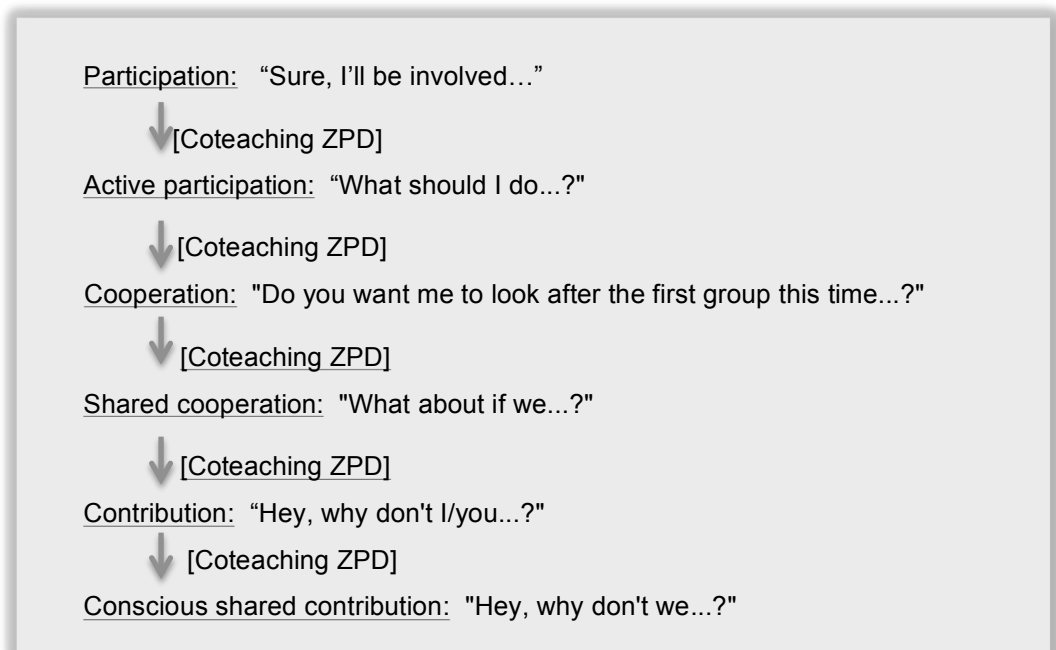 Participation: “Sure, I’ll be involved…”
[Coteaching ZPD]
Active participation: “What should I do...?"
[Coteaching ZPD]
Cooperation: "Do you want me to look after the first group this time...?"
[Coteaching ZPD]
Shared cooperation: "What about if we...?"
[Coteaching ZPD]
Contribution: “Hey, why don't I/you...?"
[Coteaching ZPD]
Conscious shared contribution: "Hey, why don't we...?"